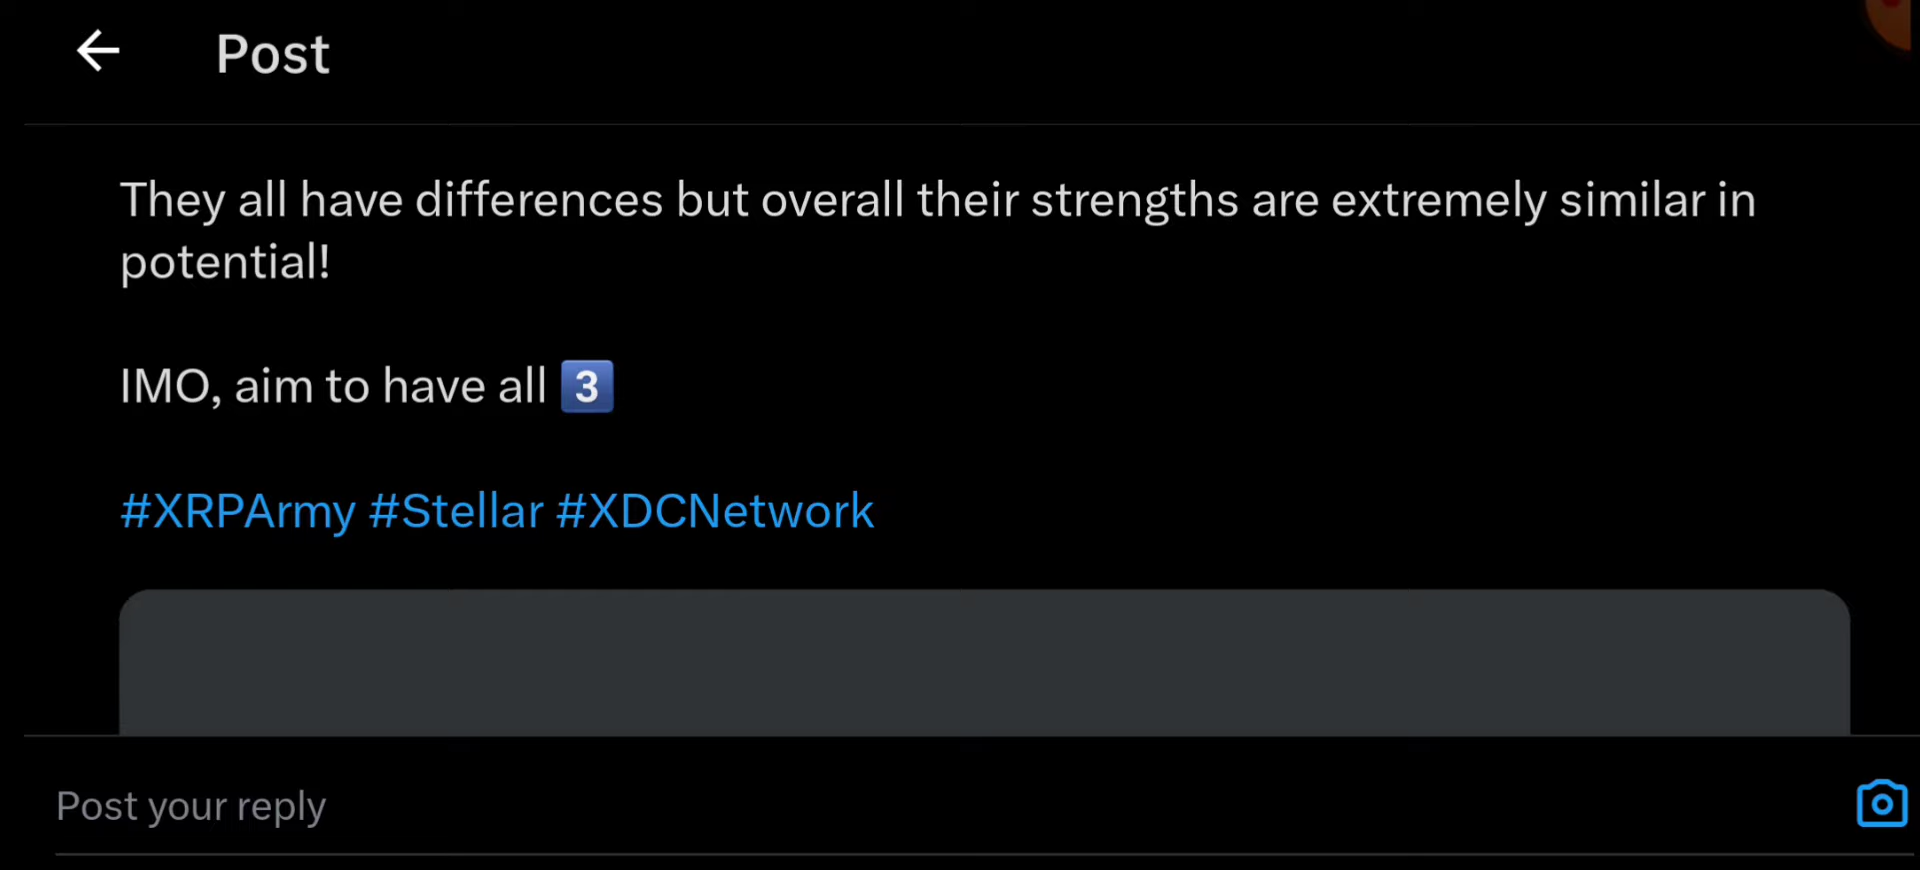 Post
They all have differences but overall their strengths are extremely similar in
potential!
IMO, aim to have all 3️⃣
#XRPArmy #Stellar #XDCNetwork
Post your reply